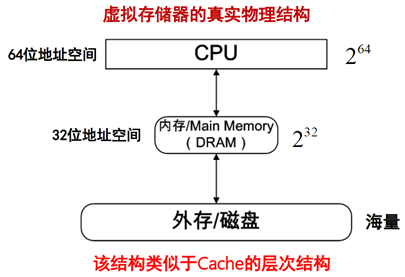 虚拟存储器的真实物理结构
64位地址空间 CPU 2^64
32位地址空间 内存/Main Memory 2^32
（DRAM）
外存/磁盘 海量
该结构类似于Cache的层次结构